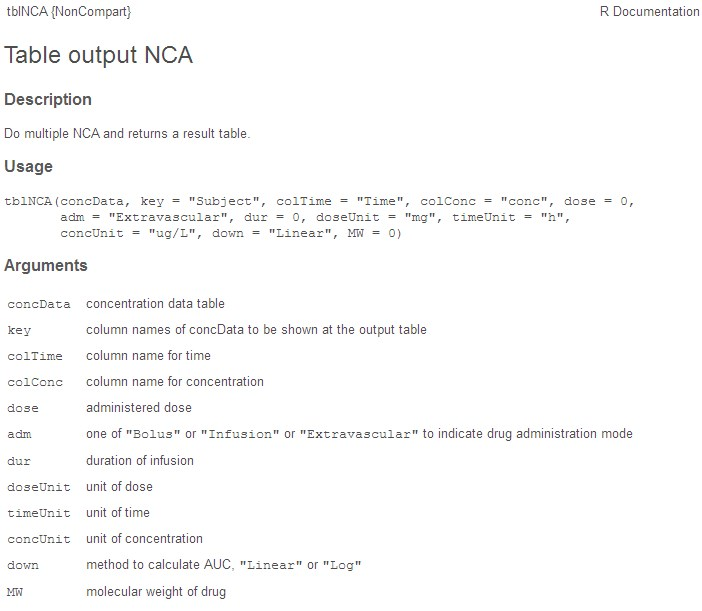 tblNCA {NonCompart}
R Documentation
Table output NCA
Description
Do multiple NCA and returns a result table.
Usage
tblNCA(concData, key = "Subject", colTime = "Time", colConc = "conc", dose = 0,
adm = "Extravascular", dur = 0, doseUnit = "mg", timeUnit = "h",
concUnit = "ug/L", down = "Linear", MW = 0)
Arguments
concData concentration data table
key column names of concData to be shown at the output table
colTime column name for time
colConc column name for concentration
dose administered dose
adm one of "Bolus" or "Infusion" or "Extravascular" to indicate drug administration mode
dur duration of infusion
doseUnit unit of dose
timeUnit unit of time
concUnit unit of concentration
down method to calculate AUC, "Linear" or "Log"
MW molecular weight of drug